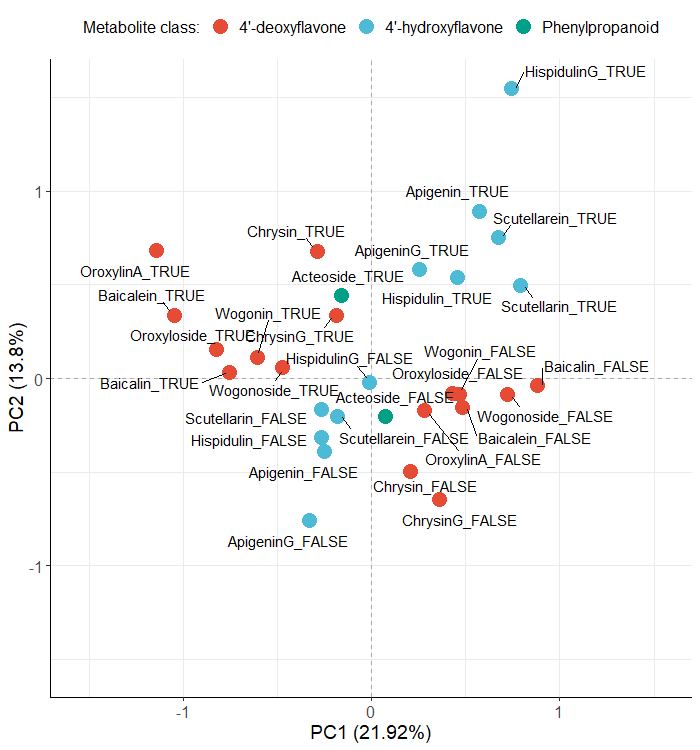 Metabolite class: 4'-deoxyflavone 4'-hydroxyflavone Phenylpropanoid
HispidulinG_TRUE
Apigenin_TRUE
Scutellarein_TRUE
Chrysin_TRUE
ApigeninG_TRUE
OroxylinA_TRUE
Acteoside_TRUE
Baicalein_TRUE
Hispidulin_TRUE
Scutellarin_TRUE
Wogonin_TRUE
Oroxyloside_TRUE
ChrysinG_TRUE
HispidulinG_FALSE
Wogonin_FALSE
Baicalein_FALSE
Oroxyloside_FALSE
Baicalin_TRUE
Wogonoside_TRUE
Acteoside_FALSE
Baicalin_FALSE
Wogonoside_FALSE
Scutellarin_FALSE
Hispidulin_FALSE
Scutellarein_FALSE
OroxylinA_FALSE
Apigenin_FALSE
Chrysin_FALSE
ChrysinG_FALSE
ApigeninG_FALSE
1
0
-1
PC2 (13.8%)
-1 0 1
PC1 (21.92%)